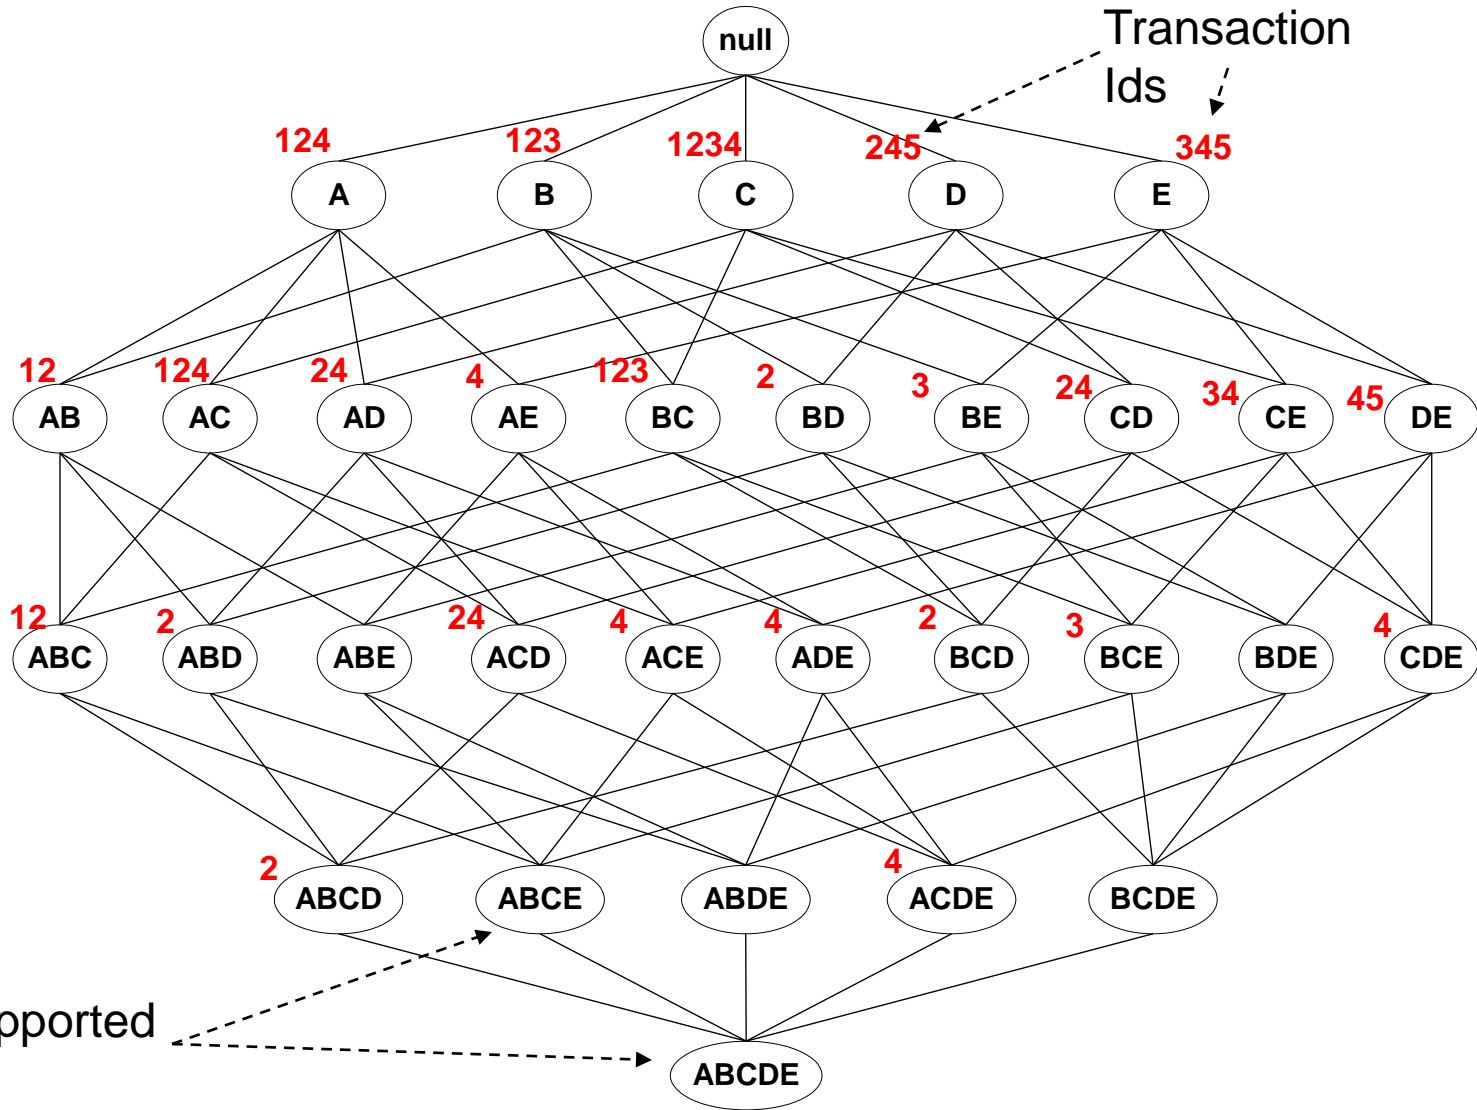 null
Transaction
Ids
124 123 1234 245 345
A B C D E
12 124 24 4 123 2 3 24 34 45
AB AC AD AE BC BD BE CD CE DE
12 2 24 4 4 2 3 4
ABC ABD ABE ACD ACE ADE BCD BCE BDE CDE
2 4
ABCD ABCE ABDE ACDE BCDE
pported
ABCDE